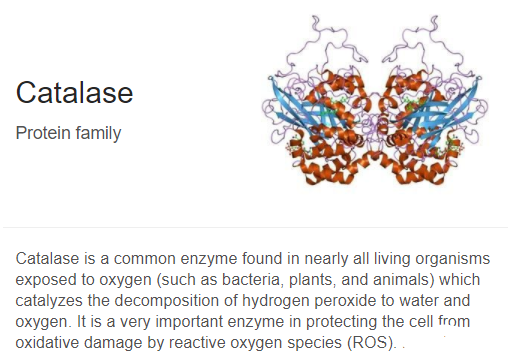 Catalase
Protein family
Catalase is a common enzyme found in nearly all living organisms
exposed to oxygen (such as bacteria, plants, and animals) which
catalyzes the decomposition of hydrogen peroxide to water and
oxygen. It is a very important enzyme in protecting the cell from
oxidative damage by reactive oxygen species (ROS). .